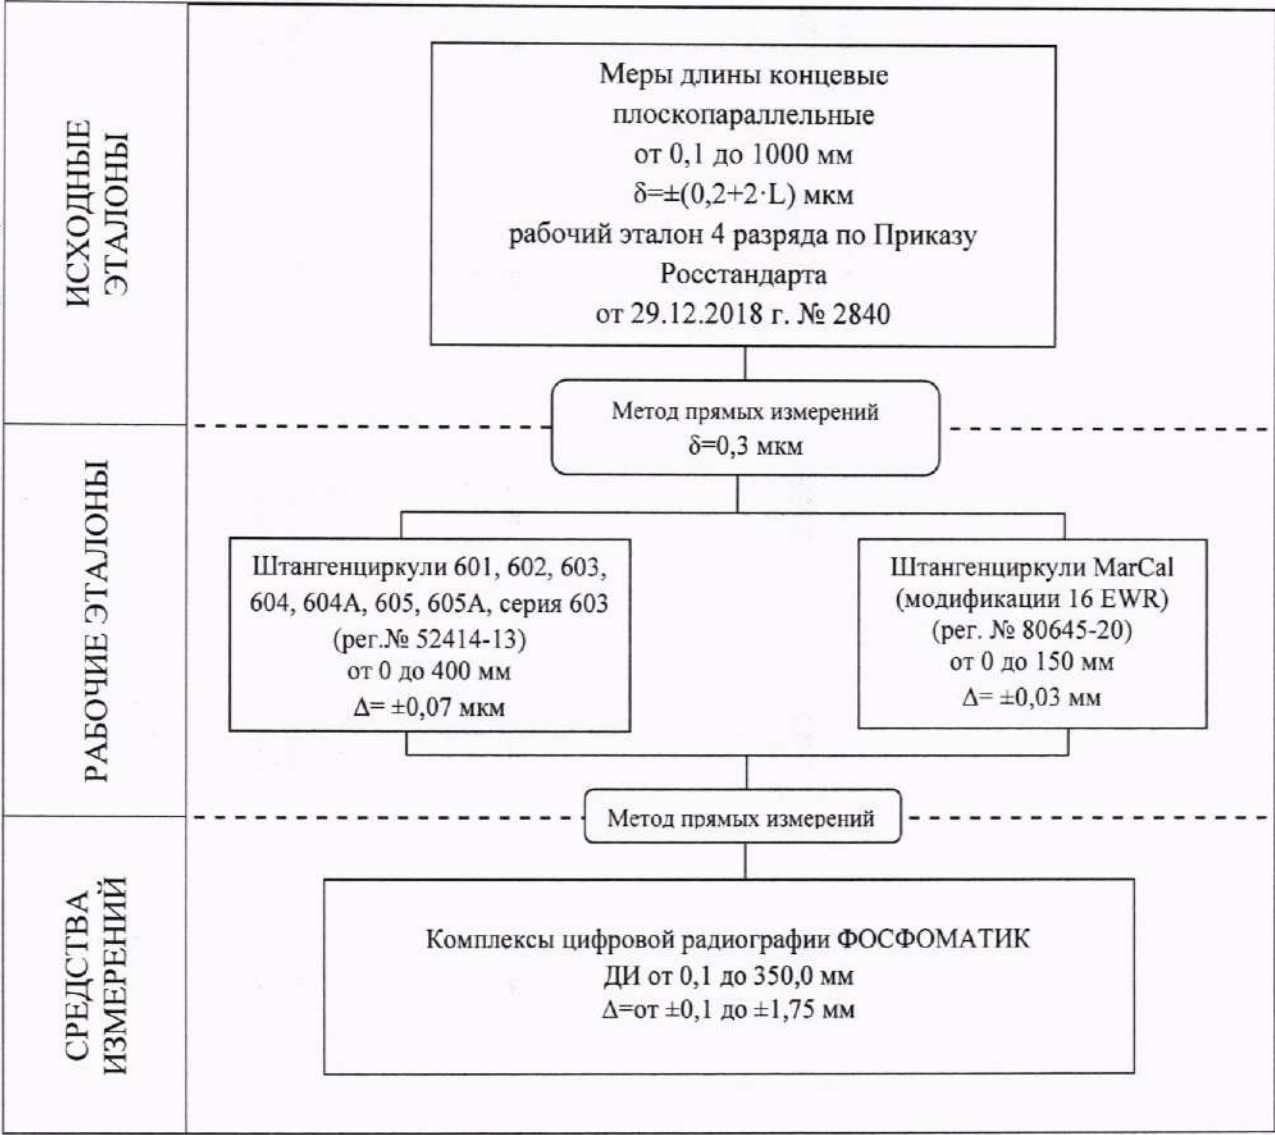 ИСХОДНЫЕ
ЭТАЛОНЫ
Меры длины концевые
плоскопараллельные
от 0,1 до 1000 мм
δ=±(0,2+2·L) мкм
рабочий эталон 4 разряда по Приказу
Росстандарта
от 29.12.2018 г. № 2840
Метод прямых измерений
δ=0,3 мкм
РАБОЧИЕ ЭТАЛОНЫ
Штангенциркули 601, 602, 603,
604, 604А, 605, 605А, серия 603
(рег.№ 52414-13)
от 0 до 400 мм
Δ= ±0,07 мкм
Штангенциркули MarCal
(модификации 16 EWR)
(рег. № 80645-20)
от 0 до 150 мм
Δ= ±0,03 мм
Метод прямых измерений
СРЕДСТВА
ИЗМЕРЕНИЙ
Комплексы цифровой радиографии ФОСФОМАТИК
ДИ от 0,1 до 350,0 мм
Δ=от ±0,1 до ±1,75 мм